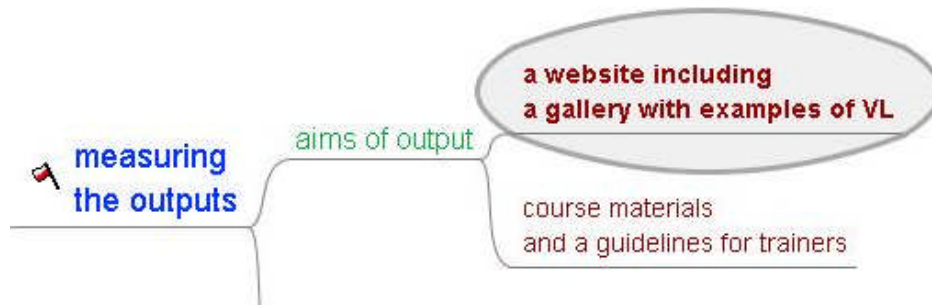 measuring
the outputs
aims of output
a website including
a gallery with examples of VL
course materials
and a guidelines for trainers